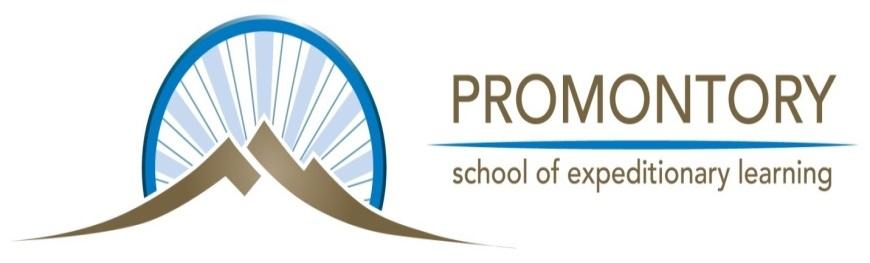 PROMONTORY
school of expeditionary learning